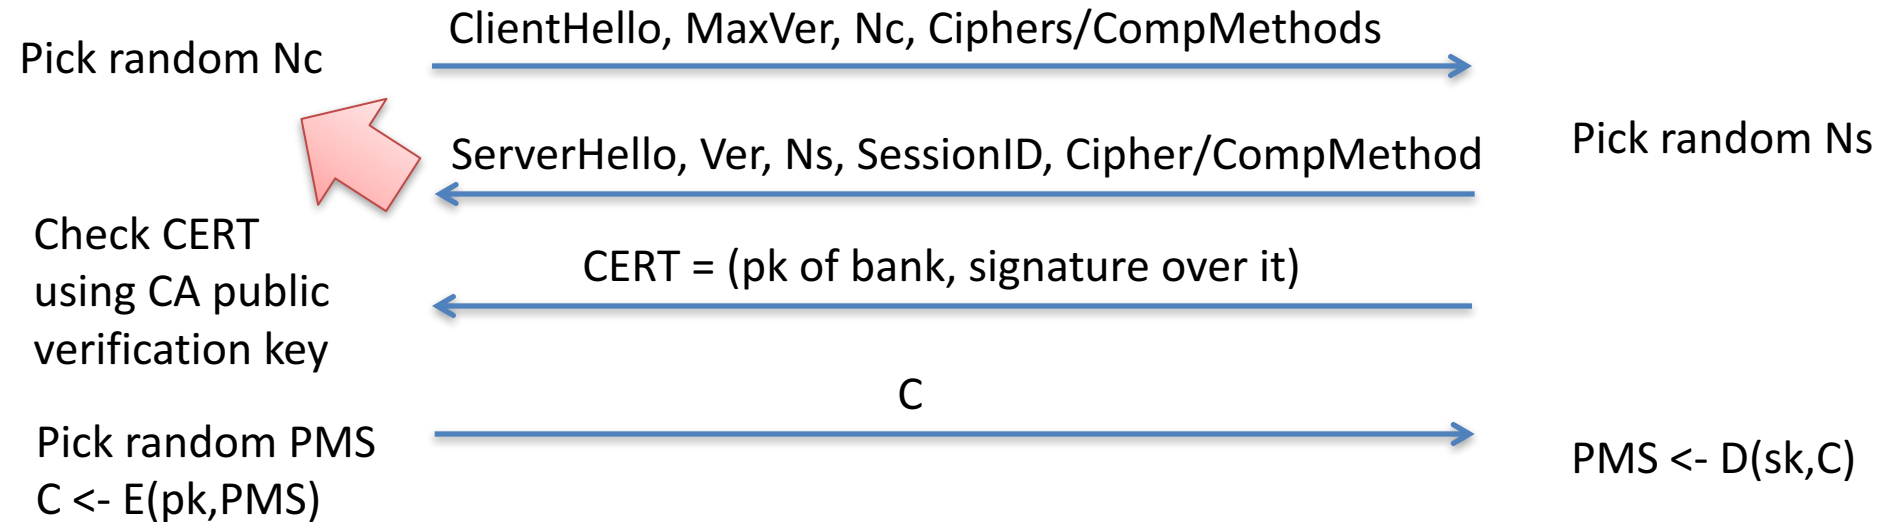 ClientHello, MaxVer, Nc, Ciphers/CompMethods
Pick random Nc
Pick random Ns
ServerHello, Ver, Ns, SessionID, Cipher/CompMethod
Check CERT
using CA public
verification key
CERT = (pk of bank, signature over it)
C
Pick random PMS
C <- E(pk,PMS)
PMS <- D(sk,C)